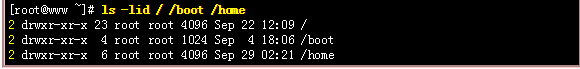 [root@www ~]# ls -lid / /boot /home
2 drwxr-xr-x 23 root root 4096 Sep 22 12:09 /
2 drwxr-xr-x  4 root root 1024 Sep  4 18:06 /boot
2 drwxr-xr-x  6 root root 4096 Sep 29 02:21 /home